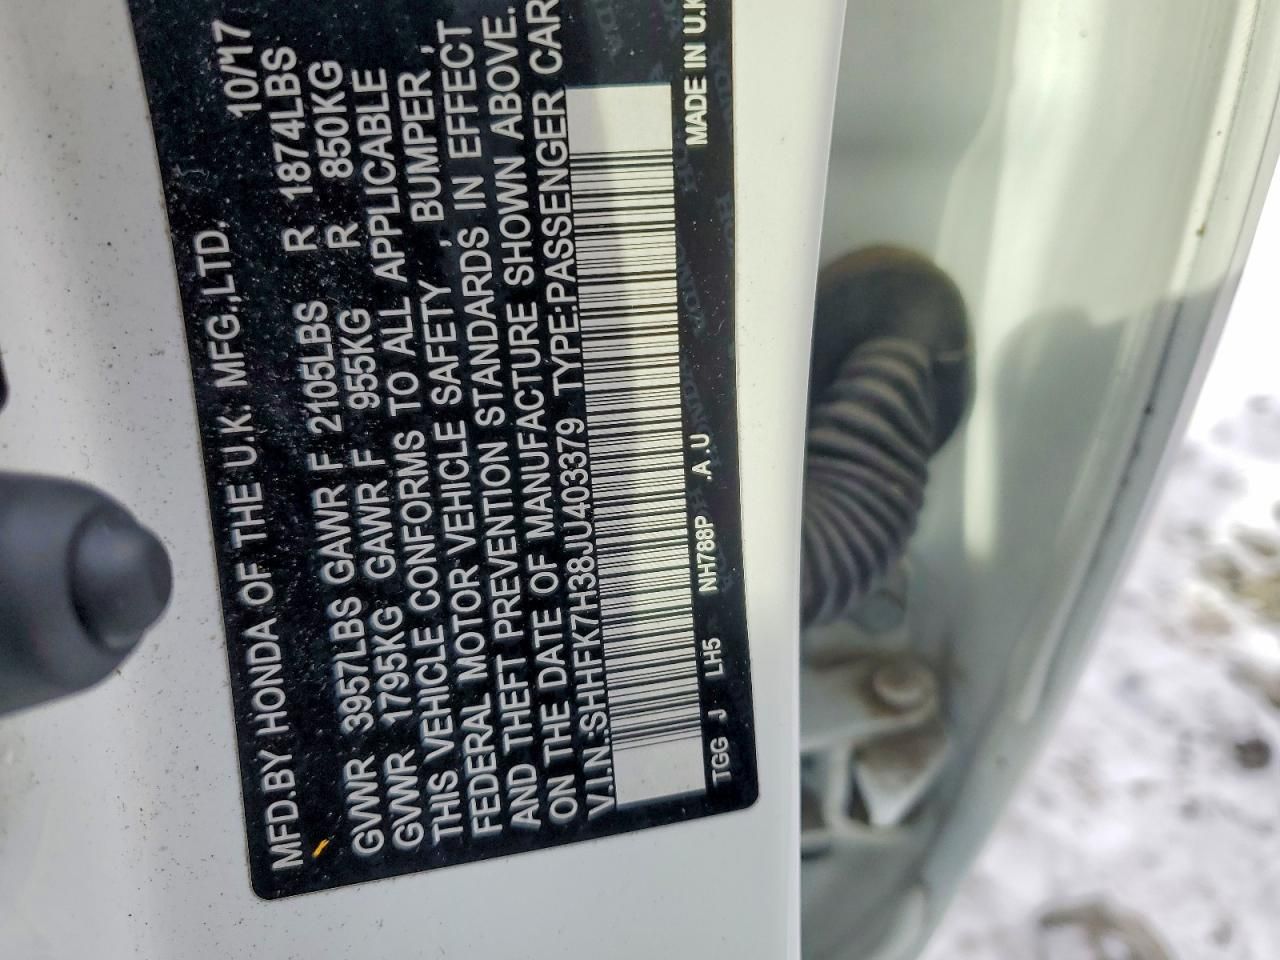 MFD.BY HONDA OF THE U.K. MFG.,LTD. 10/17
GVWR 3957LBS GAWR F 2105LBS R 1874LBS
GVWR 1795KG GAWR F 955KG R 850KG
THIS VEHICLE CONFORMS TO ALL APPLICABLE
FEDERAL MOTOR VEHICLE SAFETY , BUMPER ,
AND THEFT PREVENTION STANDARDS IN EFFECT
ON THE DATE OF MANUFACTURE SHOWN ABOVE.
V.I.N.:SHHFK7H38JU403379 TYPE:PASSENGER CAR
TGG J LH5 NH788P .A.U MADE IN U.K